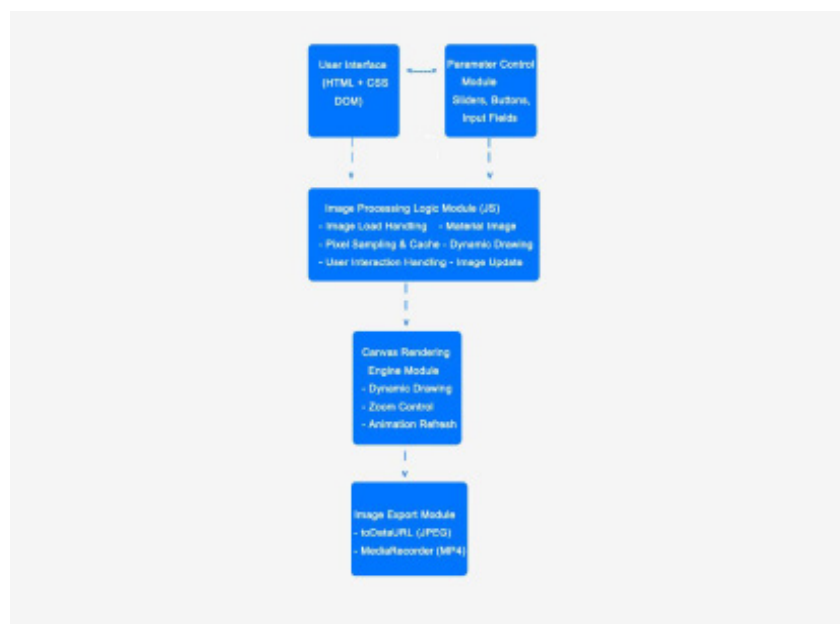 User Interface
(HTML + CSS
DOM)
Parameter Control
Module
Sliders, Buttons,
Input Fields
Image Processing Logic Module (JS)
- Image Load Handling - Material Image
- Pixel Sampling & Cache - Dynamic Drawing
- User Interaction Handling - Image Update
Canvas Rendering
Engine Module
- Dynamic Drawing
- Zoom Control
- Animation Refresh
Image Export Module
- toDataURL (JPEG)
- MediaRecorder (MP4)